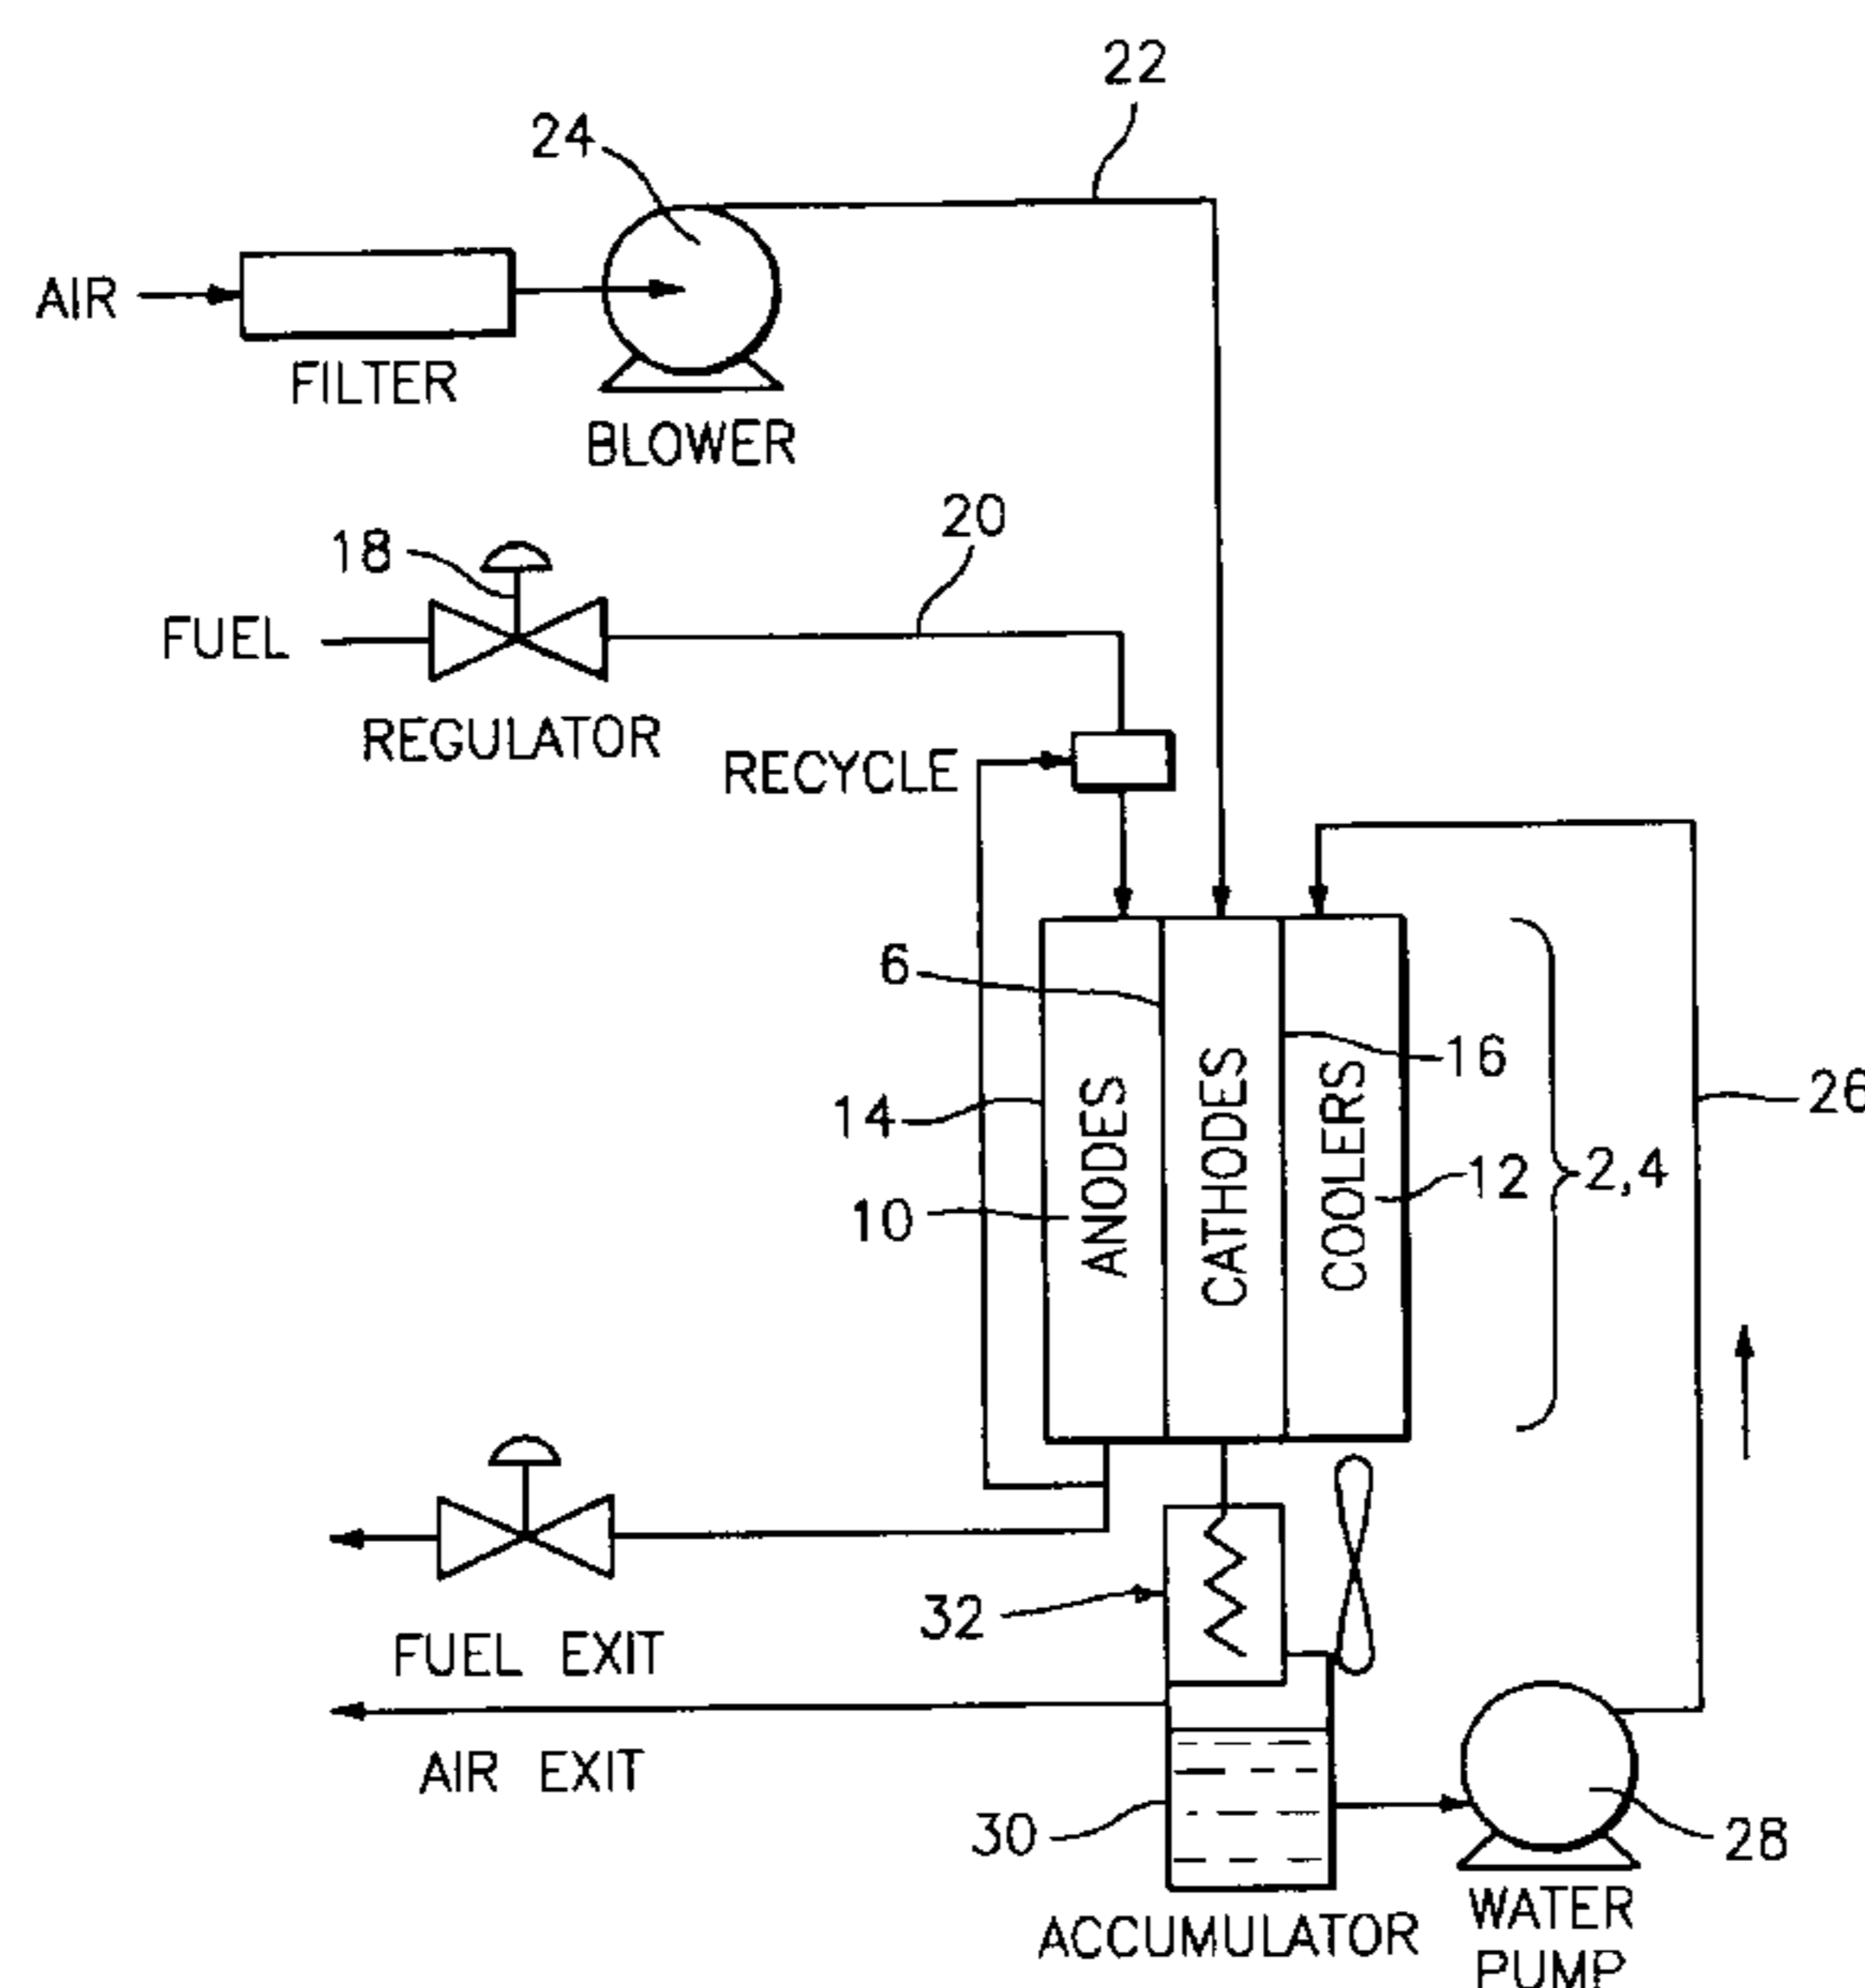 22
24
AIR
FILTER
BLOWER
20
18
FUEL
REGULATOR
RECYCLE
6
16
14
26
ANODES
CATHODES
COOLERS
12
2,4
10
32
FUEL EXIT
AIR EXIT
30
28
ACCUMULATOR
WATER
PUMP